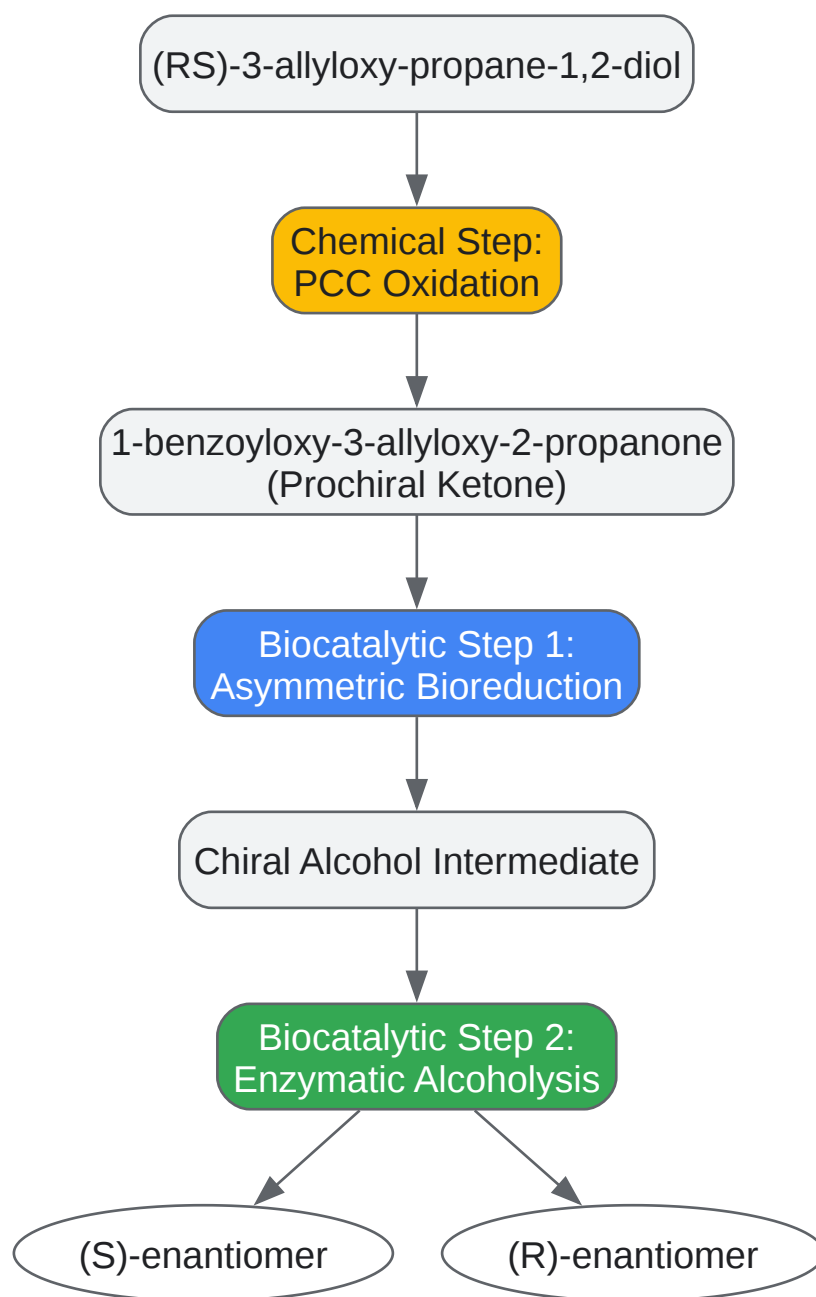 (RS)-3-allyloxy-propane-1,2-diol
Chemical Step:
PCC Oxidation
1-benzoyloxy-3-allyloxy-2-propanone
(Prochiral Ketone)
Biocatalytic Step 1:
Asymmetric Bioreduction
Chiral Alcohol Intermediate
Biocatalytic Step 2:
Enzymatic Alcoholysis
(S)-enantiomer
(R)-enantiomer